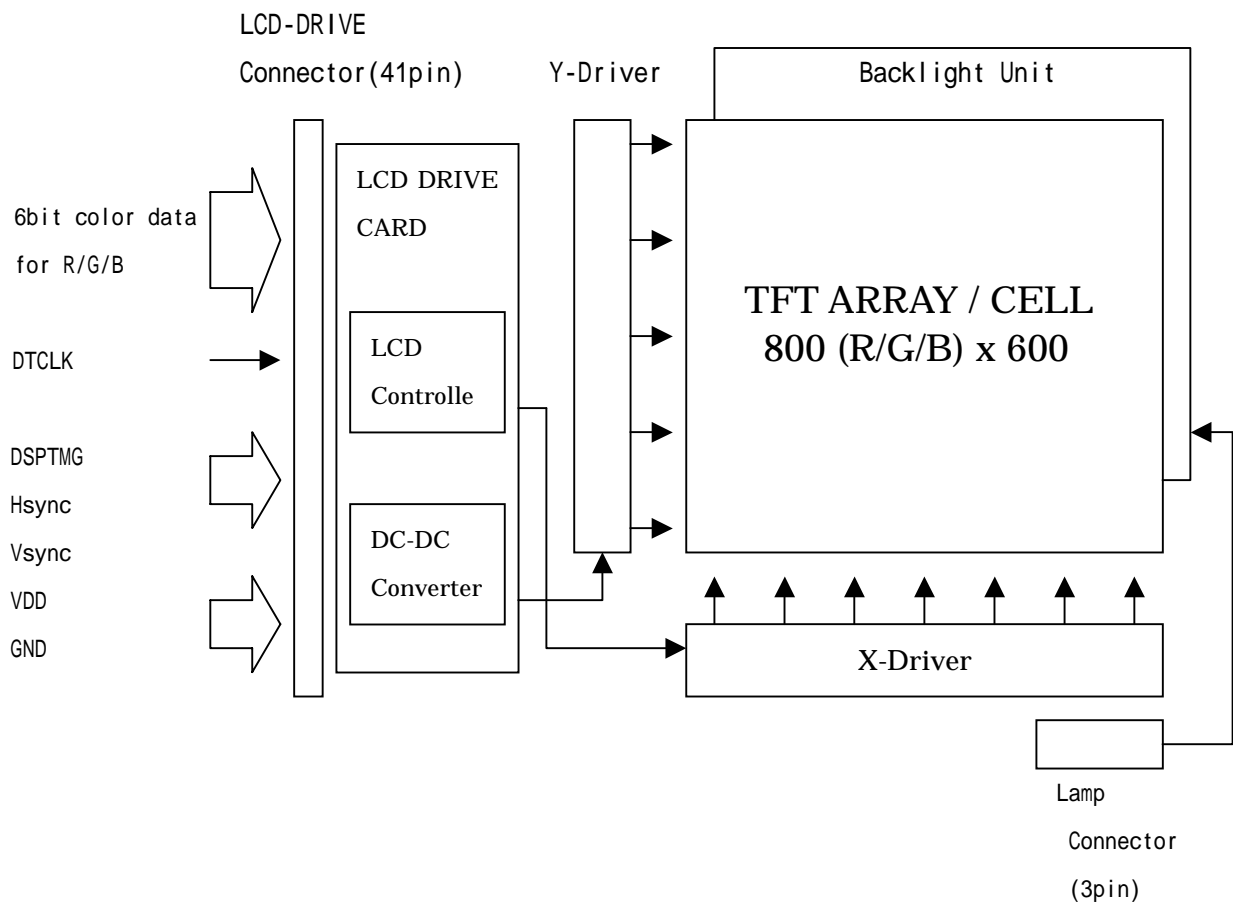 LCD-DRIVE
Connector(41pin)
Y-Driver
Backlight Unit
6bit color data
for R/G/B
DTCLK
DSPTMG
Hsync
Vsync
VDD
GND
LCD DRIVE
CARD
LCD
Controlle
DC-DC
Converter
TFT ARRAY / CELL
800 (R/G/B) x 600
X-Driver
Lamp
Connector
(3pin)